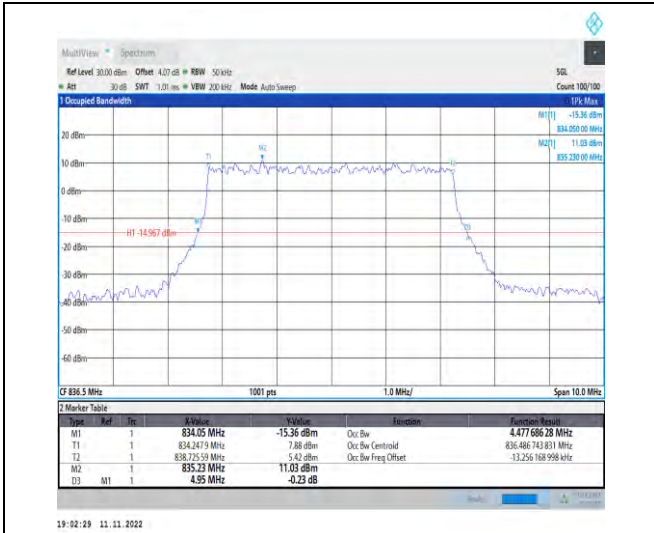 MultiView Spectrum
Ref Level 30.00 dBm Offset 4.07 dB RBW 50 kHz SGL
Att 30 dB SWT 1.01 ms VBW 200 kHz Mode Auto Sweep Count 100/100
1 Occupied Bandwidth 1Pk Max
M1[1] -15.36 dBm
834.050 00 MHz
M2[1] 11.03 dBm
835.230 00 MHz
20 dBm
M2
T1 T2
10 dBm
0 dBm
-10 dBm
M1 D3
H1 -14.967 dBm
-20 dBm
-30 dBm
-40 dBm
-50 dBm
-60 dBm
CF 836.5 MHz 1001 pts 1.0 MHz/ Span 10.0 MHz
2 Marker Table
Type Ref Trc X-Value Y-Value Function Function Result
M1 1 834.05 MHz -15.36 dBm Occ Bw 4.477 686 28 MHz
T1 1 834.2479 MHz 7.88 dBm Occ Bw Centroid 836.486 743 831 MHz
T2 1 838.725 59 MHz 5.42 dBm Occ Bw Freq Offset -13.256 168 998 kHz
M2 1 835.23 MHz 11.03 dBm
D3 M1 1 4.95 MHz -0.23 dB
19:02:29 11.11.2022